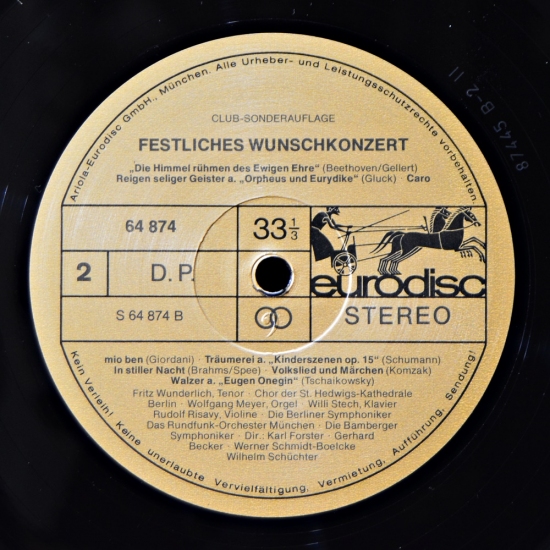 Ariola-Eurodisc GmbH., München. Alle Urheber- und Leistungsschutzrechte vorbehalten.
CLUB-SONDERAUFLAGE
FESTLICHES WUNSCHKONZERT
„Die Himmel rühmen des Ewigen Ehre“ (Beethoven/Gellert)
Reigen seliger Geister a. „Orpheus und Eurydike“ (Gluck) · Caro
64 874
33 1/3
2
D. P.
eurodisc
S 64 874 B
STEREO
mio ben (Giordani) · Träumerei a. „Kinderszenen op. 15“ (Schumann)
In stiller Nacht (Brahms/Spee) · Volkslied und Märchen (Komzak)
Walzer a. „Eugen Onegin“ (Tschaikowsky)
Fritz Wunderlich, Tenor · Chor der St. Hedwigs-Kathedrale
Berlin · Wolfgang Meyer, Orgel · Willi Stech, Klavier
Rudolf Risavy, Violine · Die Berliner Symphoniker
Das Rundfunk-Orchester München · Die Bamberger
Symphoniker · Dir.: Karl Forster · Gerhard
Becker · Werner Schmidt-Boelcke
Wilhelm Schüchter
Kein Verleih! Keine unerlaubte Vervielfältigung, Vermietung, Aufführung, Sendung!
87445 B-2 II